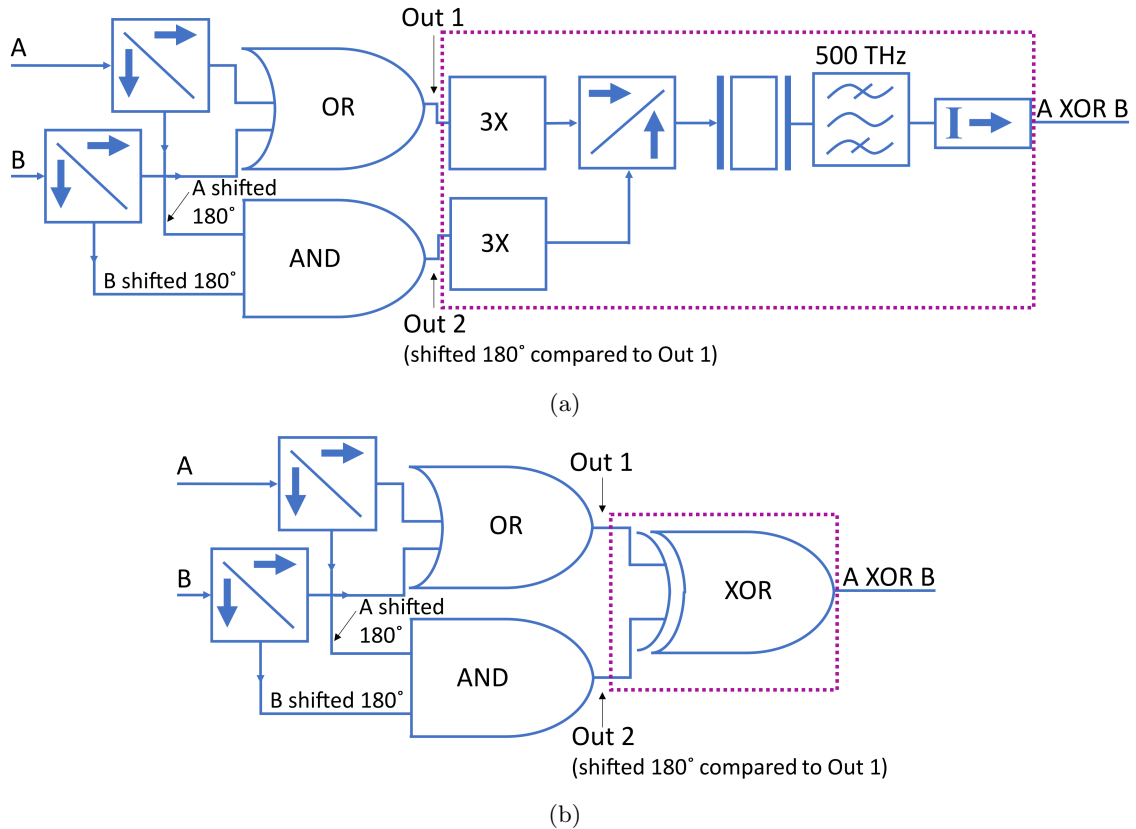 Out 1
A
500 THz
OR
3X
A XOR B
B
A shifted
180˚
3X
AND
B shifted 180˚
Out 2
(shifted 180˚ compared to Out 1)
(a)
A
Out 1
OR
B
XOR
A XOR B
A shifted
180˚
AND
B shifted 180˚
Out 2
(shifted 180˚ compared to Out 1)
(b)